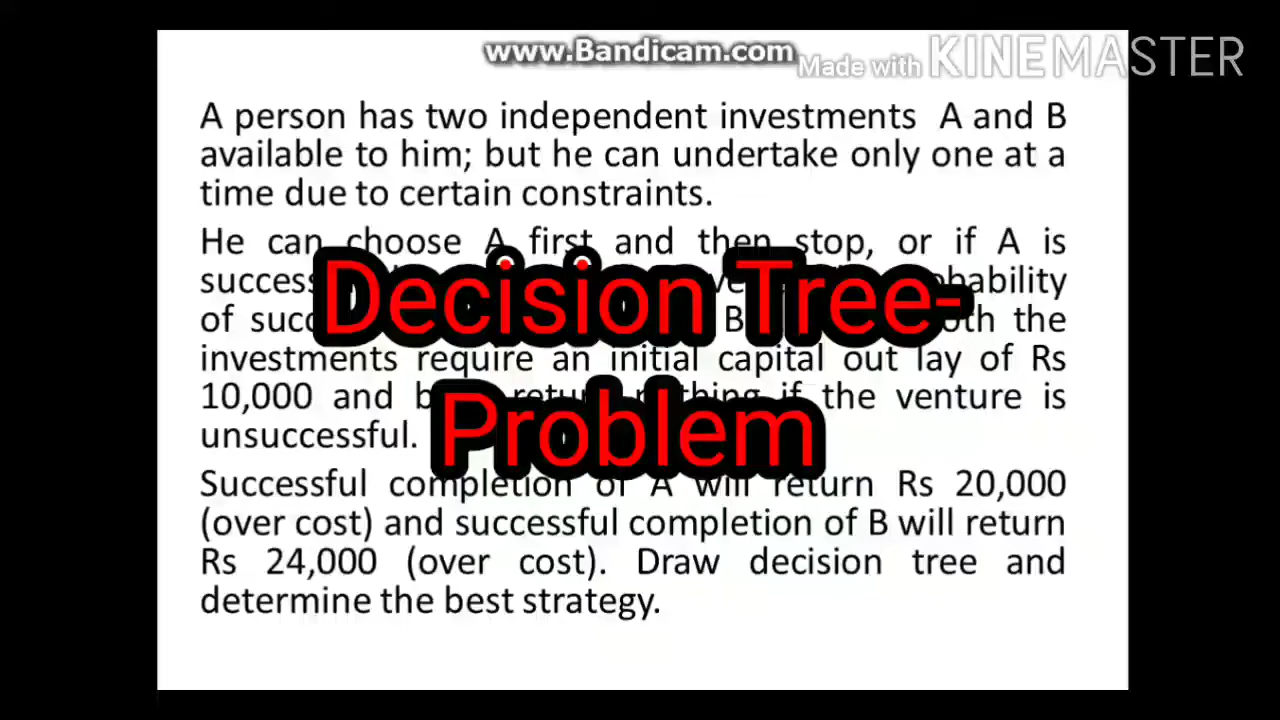 www.Bandicam.com
Made with KINEMASTER
A person has two independent investments A and B
available to him; but he can undertake only one at a
time due to certain constraints.
He can choose A first and then stop, or if A is
of
the
investments require an initial capital out lay of Rs
10,000 and if the venture is
unsuccessful.
Decision Tree-
Problem
Successful completion of A will return Rs 20,000
(over cost) and successful completion of B will return
Rs 24,000 (over cost). Draw decision tree and
determine the best strategy.